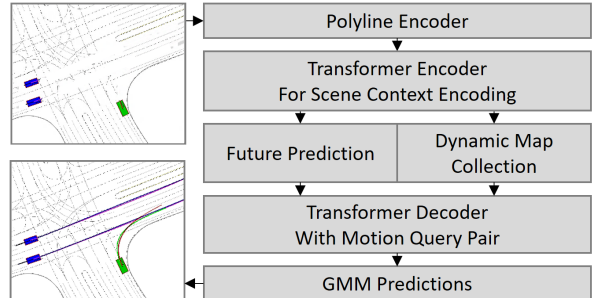 Polyline Encoder
Transformer Encoder
For Scene Context Encoding
Future Prediction
Dynamic Map
Collection
Transformer Decoder
With Motion Query Pair
GMM Predictions